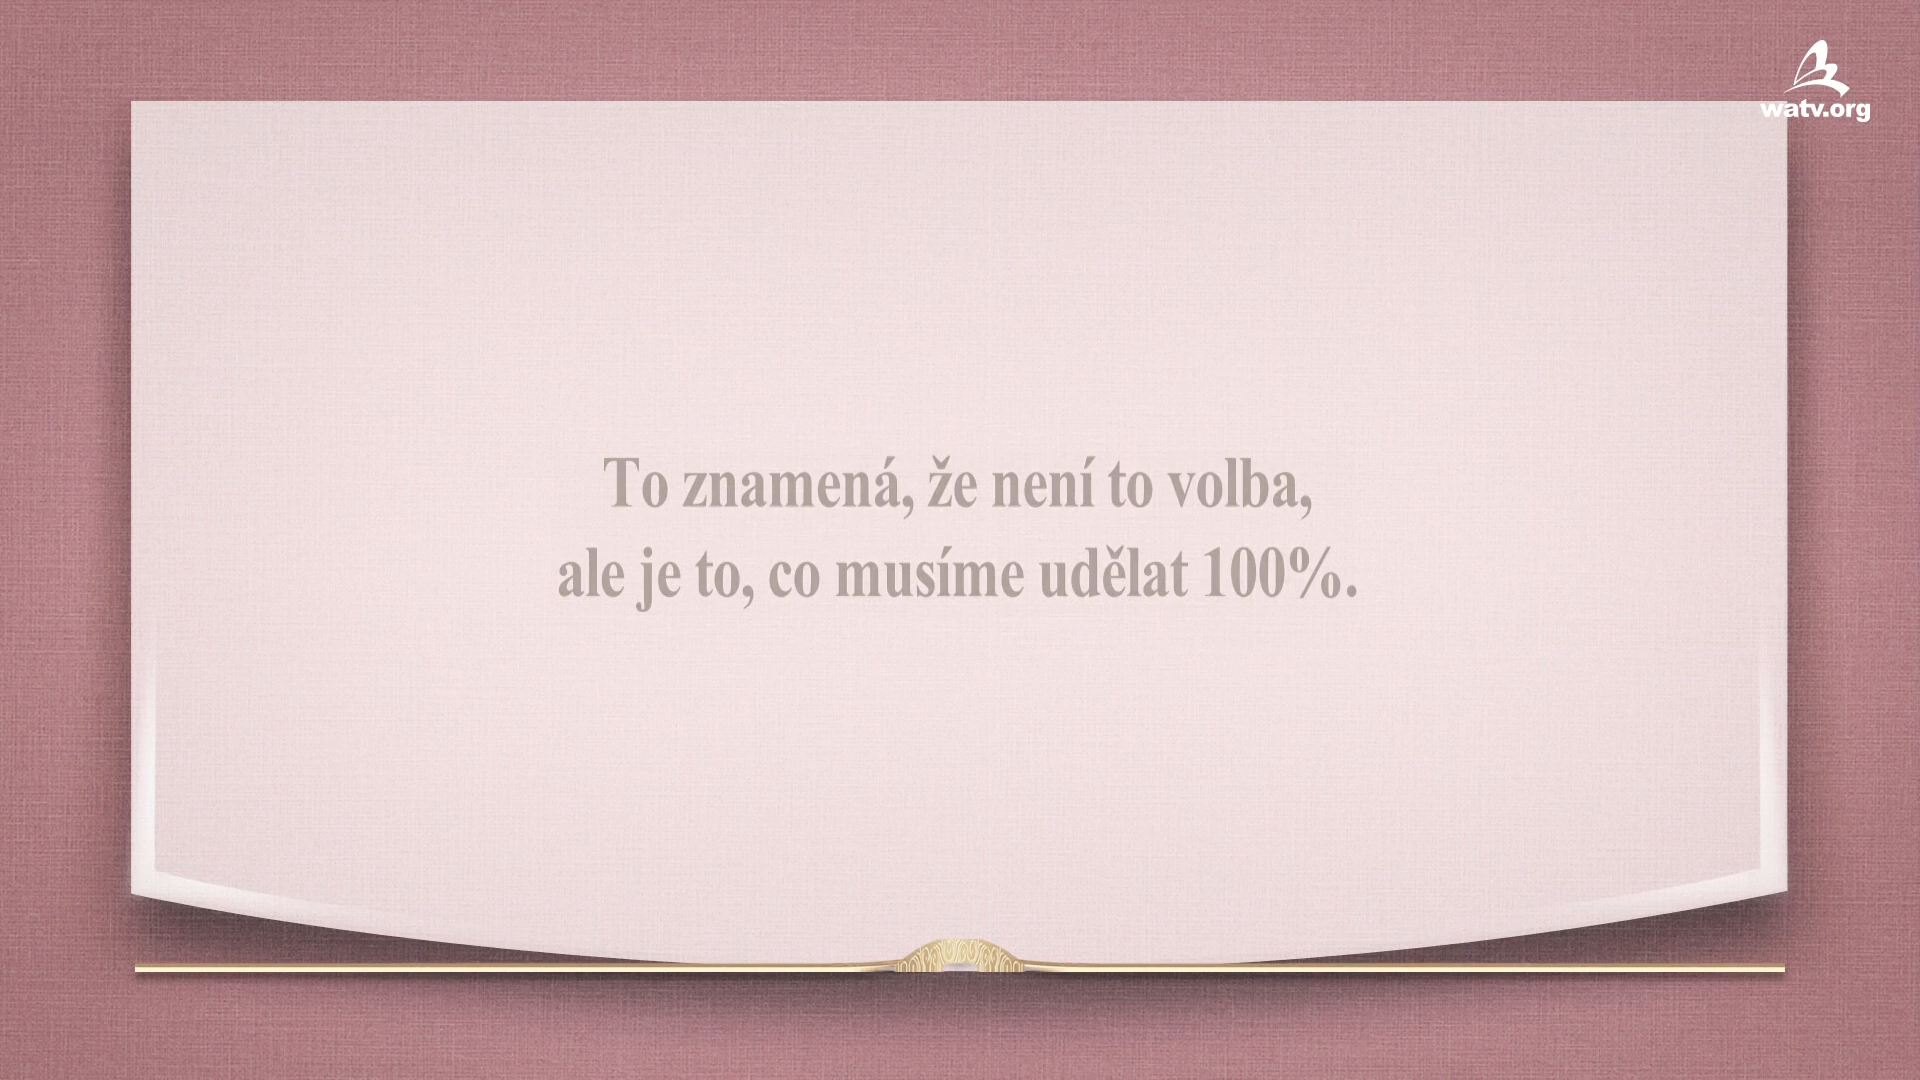 watv.org
To znamená, že není to volba,
ale je to, co musíme udělat 100%.